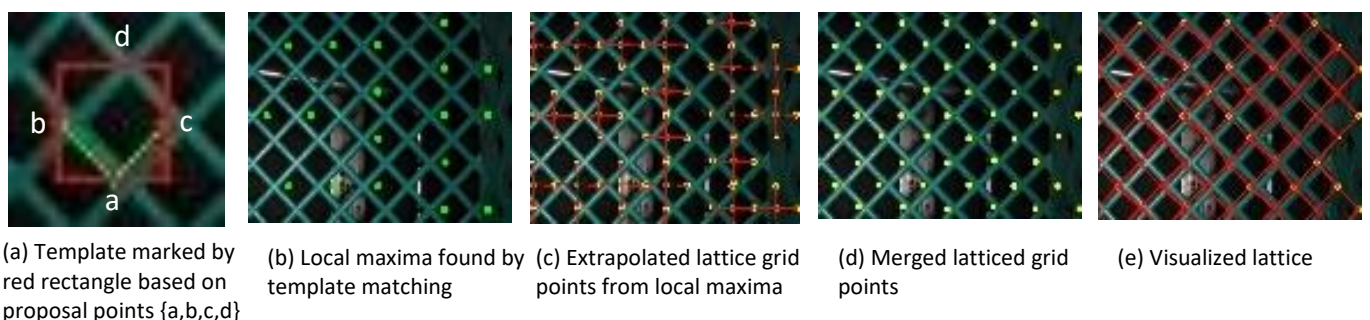 d
b
c
a
(a) Template marked by
red rectangle based on
proposal points {a,b,c,d}
(b) Local maxima found by
template matching
(c) Extrapolated lattice grid
points from local maxima
(d) Merged latticed grid
points
(e) Visualized lattice